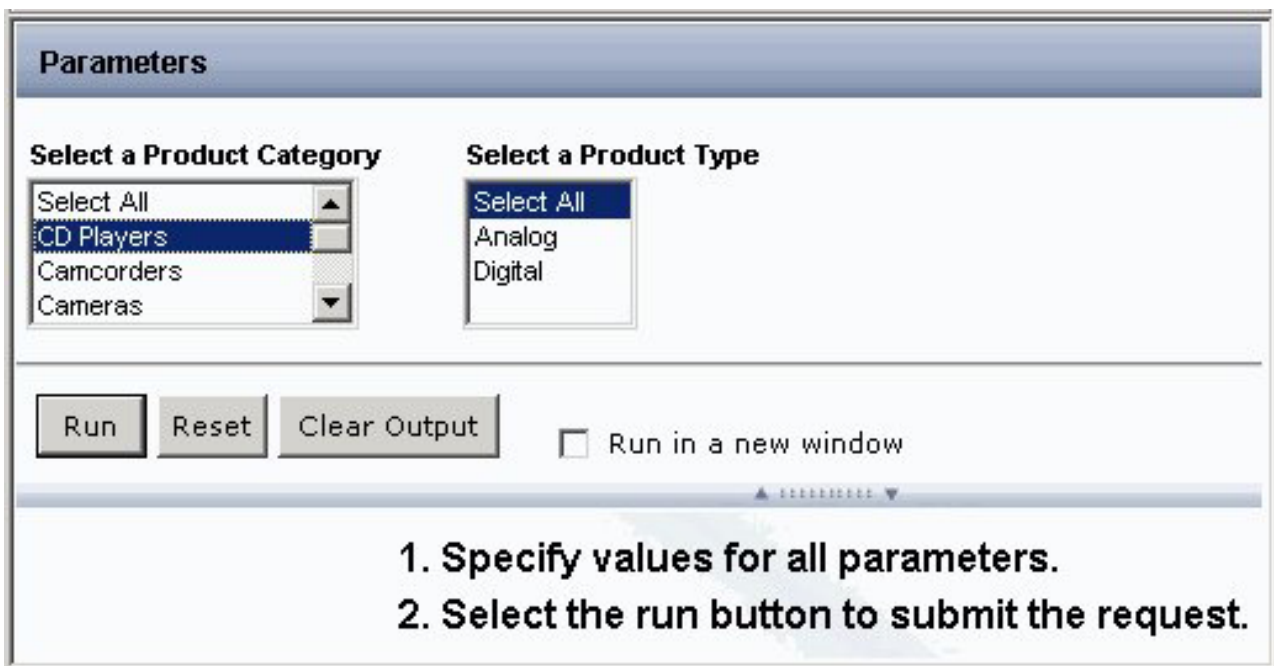 Parameters
Select a Product Category
Select All
CD Players
Camcorders
Cameras
Select a Product Type
Select All
Analog
Digital
Run Reset Clear Output Run in a new window
1. Specify values for all parameters.
2. Select the run button to submit the request.